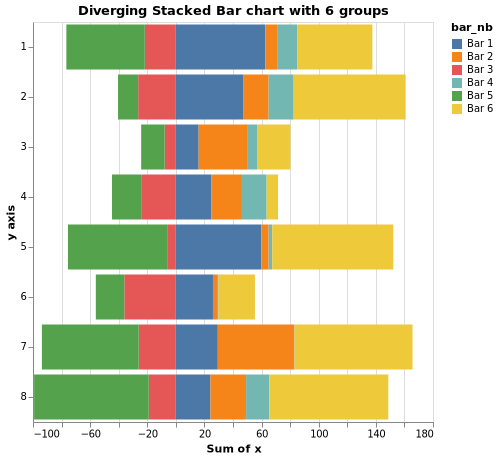 Diverging Stacked Bar chart with 6 groups
bar_nb
Bar 1
Bar 2
Bar 3
Bar 4
Bar 5
Bar 6
y axis
1
2
3
4
5
6
7
8
−100 −60 −20 20 60 100 140 180
Sum of x